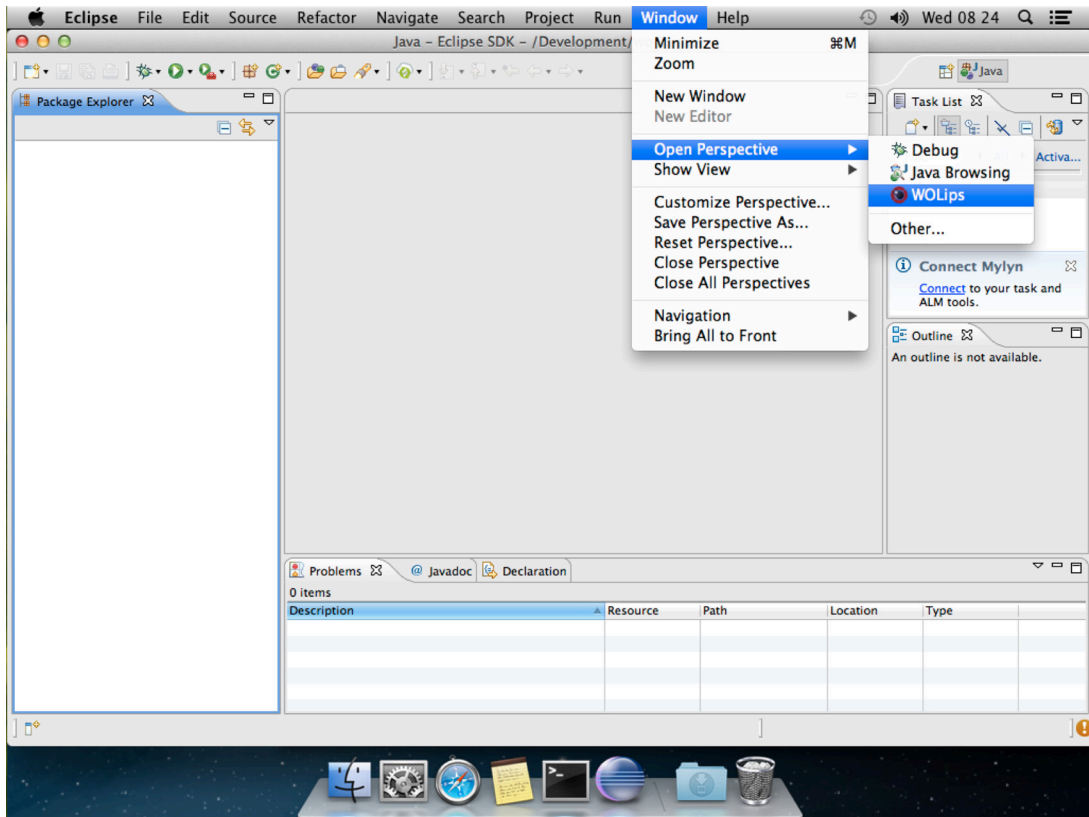 Eclipse File Edit Source Refactor Navigate Search Project Run Window Help Wed 08 24
Java – Eclipse SDK – /Development/
Minimize ⌘M
Zoom
New Window
New Editor
Open Perspective
Show View
Customize Perspective...
Save Perspective As...
Reset Perspective...
Close Perspective
Close All Perspectives
Navigation
Bring All to Front
Debug
Java Browsing
WOLips
Other...
Java
Package Explorer
Task List
Activa...
Connect Mylyn
Connect to your task and
ALM tools.
Outline
An outline is not available.
Problems @ Javadoc Declaration
0 items
Description Resource Path Location Type